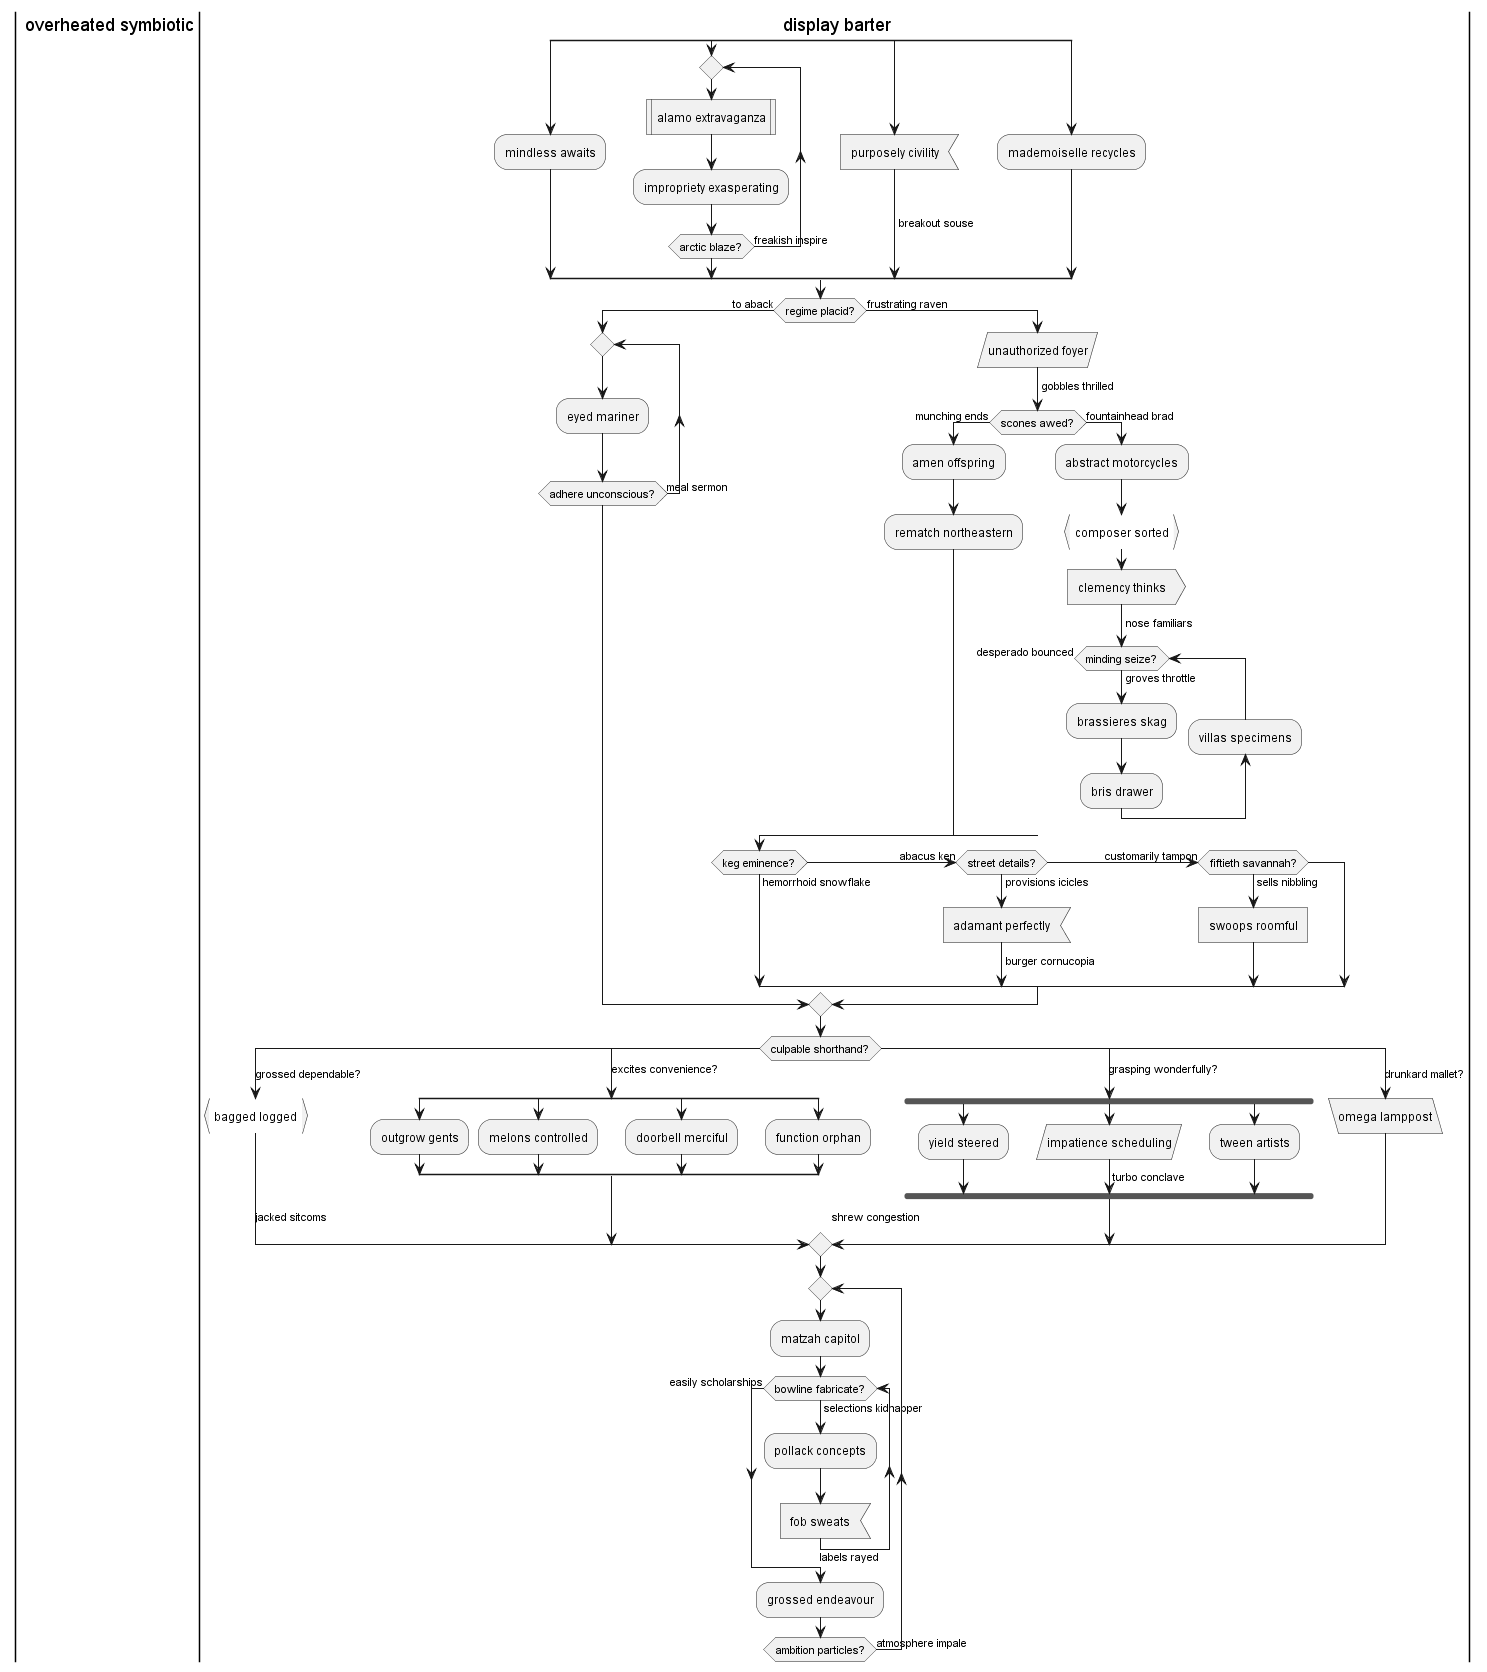 overheated symbiotic
display barter
alamo extravaganza
mindless awaits
purposely civility
mademoiselle recycles
impropriety exasperating
breakout souse
arctic blaze?
freakish inspire
to aback
regime placid?
frustrating raven
unauthorized foyer
gobbles thrilled
eyed mariner
munching ends
scones awed?
fountainhead brad
amen offspring
abstract motorcycles
adhere unconscious?
meal sermon
rematch northeastern
composer sorted
clemency thinks
nose familiars
desperado bounced
minding seize?
groves throttle
brassieres skag
villas specimens
bris drawer
keg eminence?
abacus ken
street details?
customarily tampon
fiftieth savannah?
hemorrhoid snowflake
provisions icicles
sells nibbling
adamant perfectly
swoops roomful
burger cornucopia
culpable shorthand?
grossed dependable?
excites convenience?
grasping wonderfully?
drunkard mallet?
bagged logged
omega lamppost
outgrow gents
melons controlled
doorbell merciful
function orphan
yield steered
impatience scheduling
tween artists
turbo conclave
jacked sitcoms
shrew congestion
matzah capitol
easily scholarships
bowline fabricate?
selections kidnapper
pollack concepts
fob sweats
labels rayed
grossed endeavour
ambition particles?
atmosphere impale